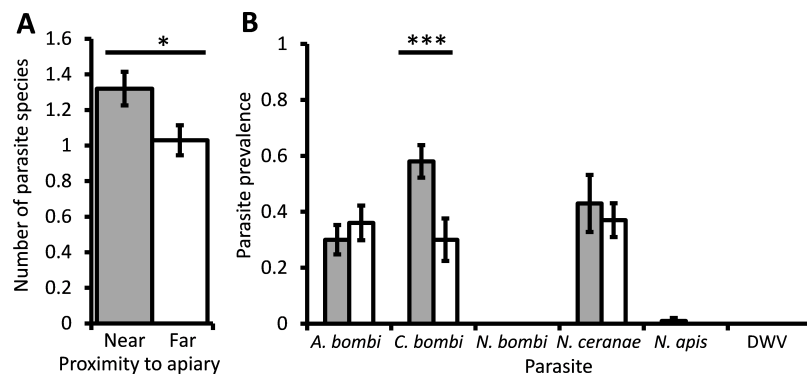 A
Number of parasite species
1.6
1.4
1.2
1
0.8
0.6
0.4
0.2
0
*
Near Far
Proximity to apiary
B
Parasite prevalence
1
0.8
0.6
0.4
0.2
0
***
A. bombi C. bombi N. bombi N. ceranae N. apis DWV
Parasite